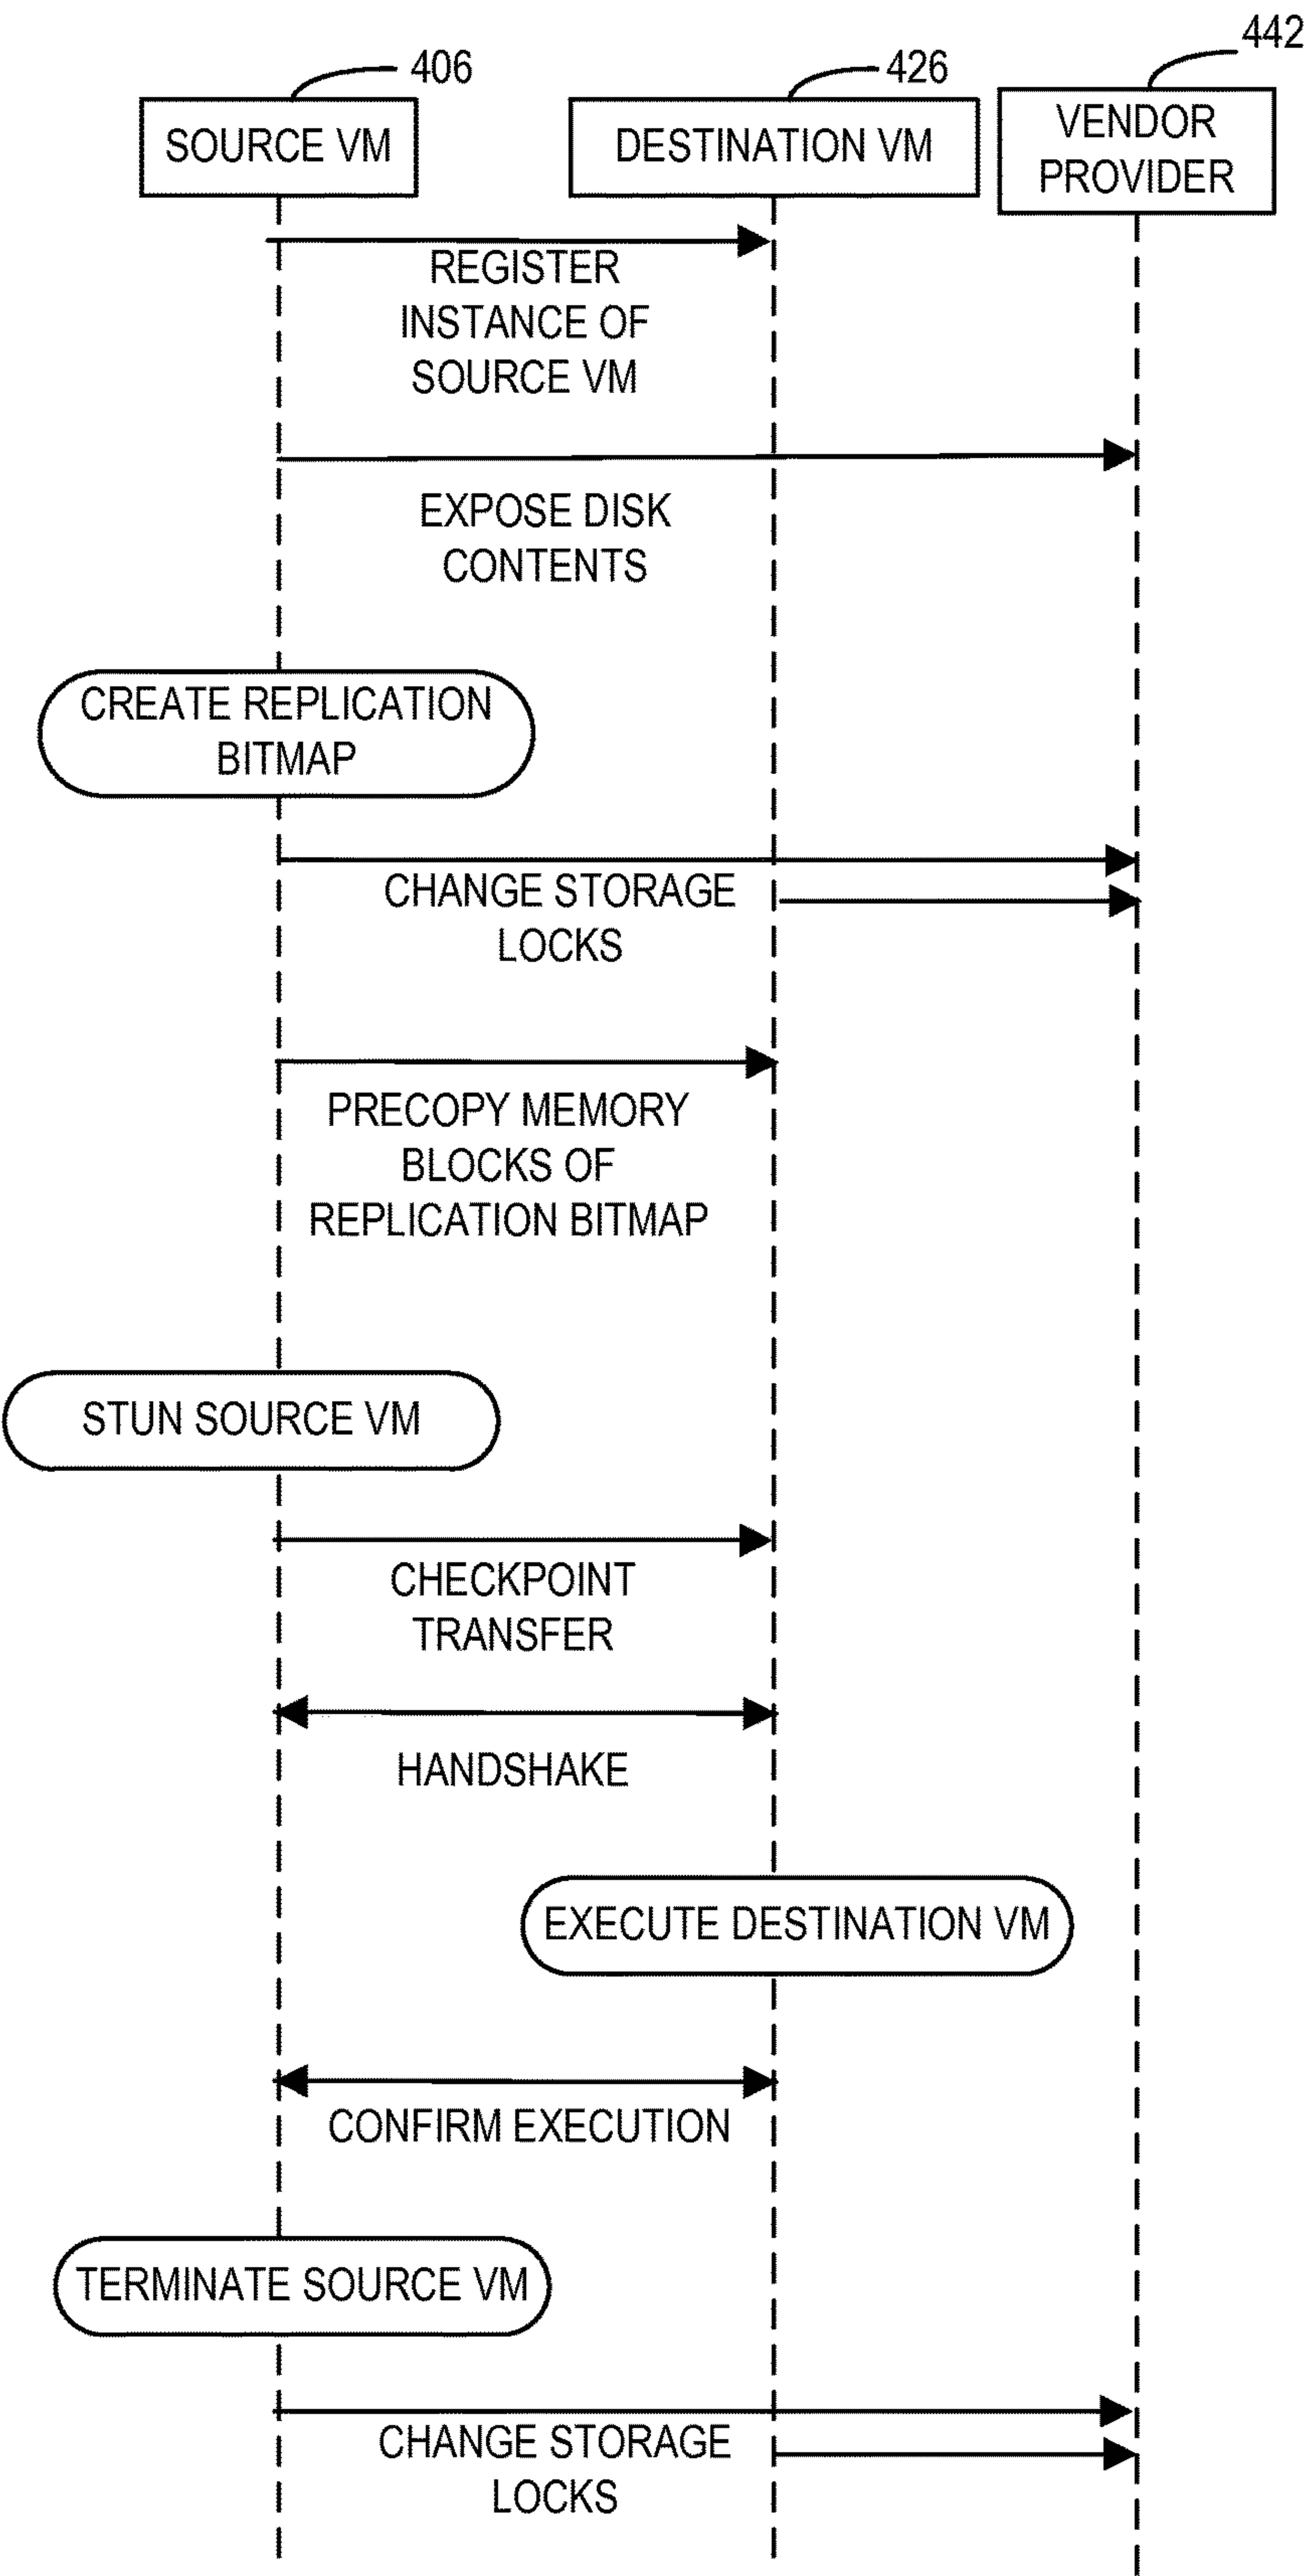 442
406
426
SOURCE VM
DESTINATION VM
VENDOR
PROVIDER
REGISTER
INSTANCE OF
SOURCE VM
EXPOSE DISK
CONTENTS
CREATE REPLICATION
BITMAP
CHANGE STORAGE
LOCKS
PRECOPY MEMORY
BLOCKS OF
REPLICATION BITMAP
STUN SOURCE VM
CHECKPOINT
TRANSFER
HANDSHAKE
EXECUTE DESTINATION VM
CONFIRM EXECUTION
TERMINATE SOURCE VM
CHANGE STORAGE
LOCKS